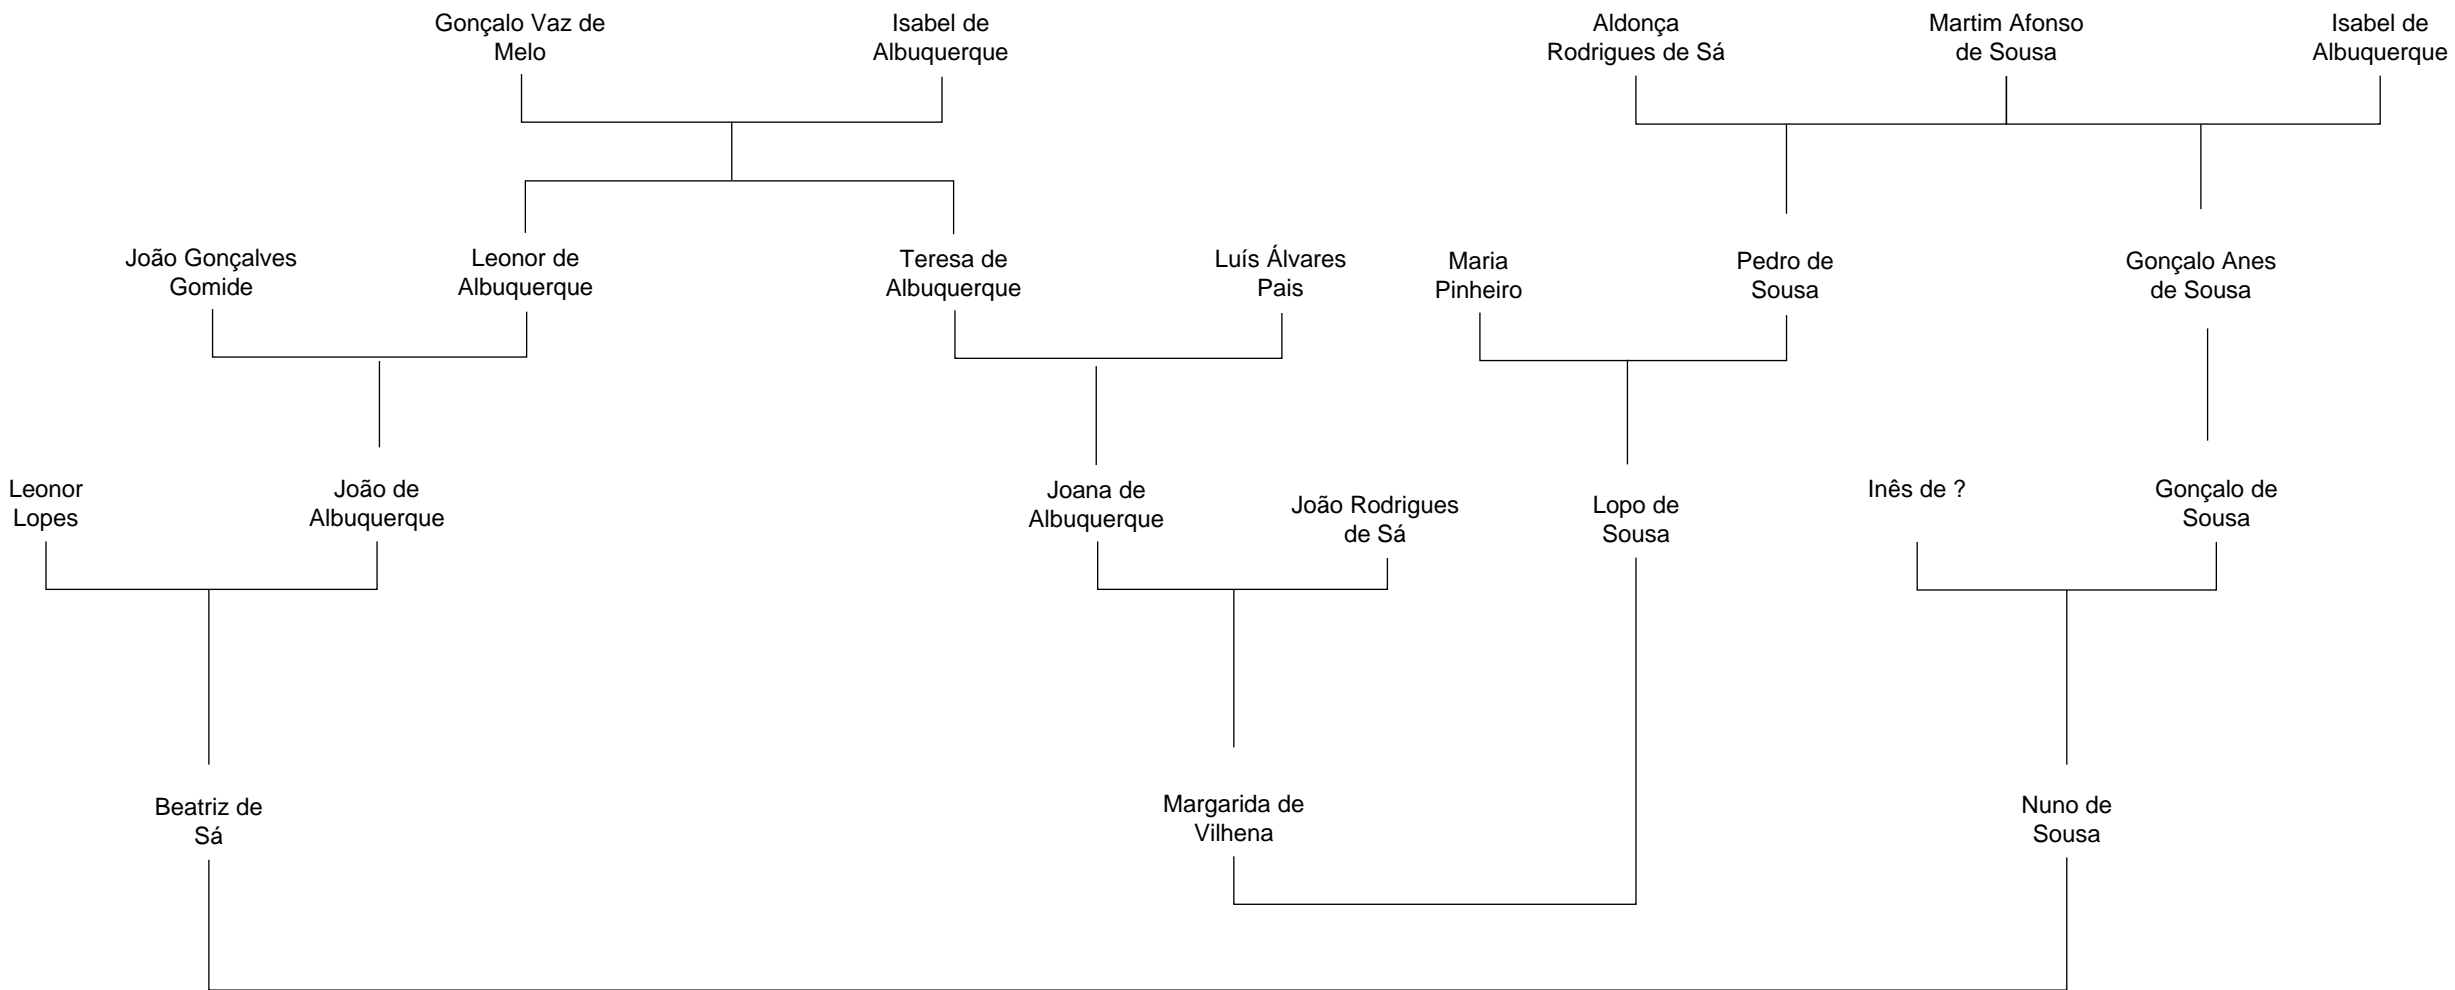 Gonçalo Vaz de
Melo
Isabel de
Albuquerque
Aldonça
Rodrigues de Sá
Martim Afonso
de Sousa
Isabel de
Albuquerque
João Gonçalves
Gomide
Leonor de
Albuquerque
Teresa de
Albuquerque
Luís Álvares
Pais
Maria
Pinheiro
Pedro de
Sousa
Gonçalo Anes
de Sousa
Leonor
Lopes
João de
Albuquerque
Joana de
Albuquerque
João Rodrigues
de Sá
Lopo de
Sousa
Inês de ?
Gonçalo de
Sousa
Beatriz de
Sá
Margarida de
Vilhena
Nuno de
Sousa